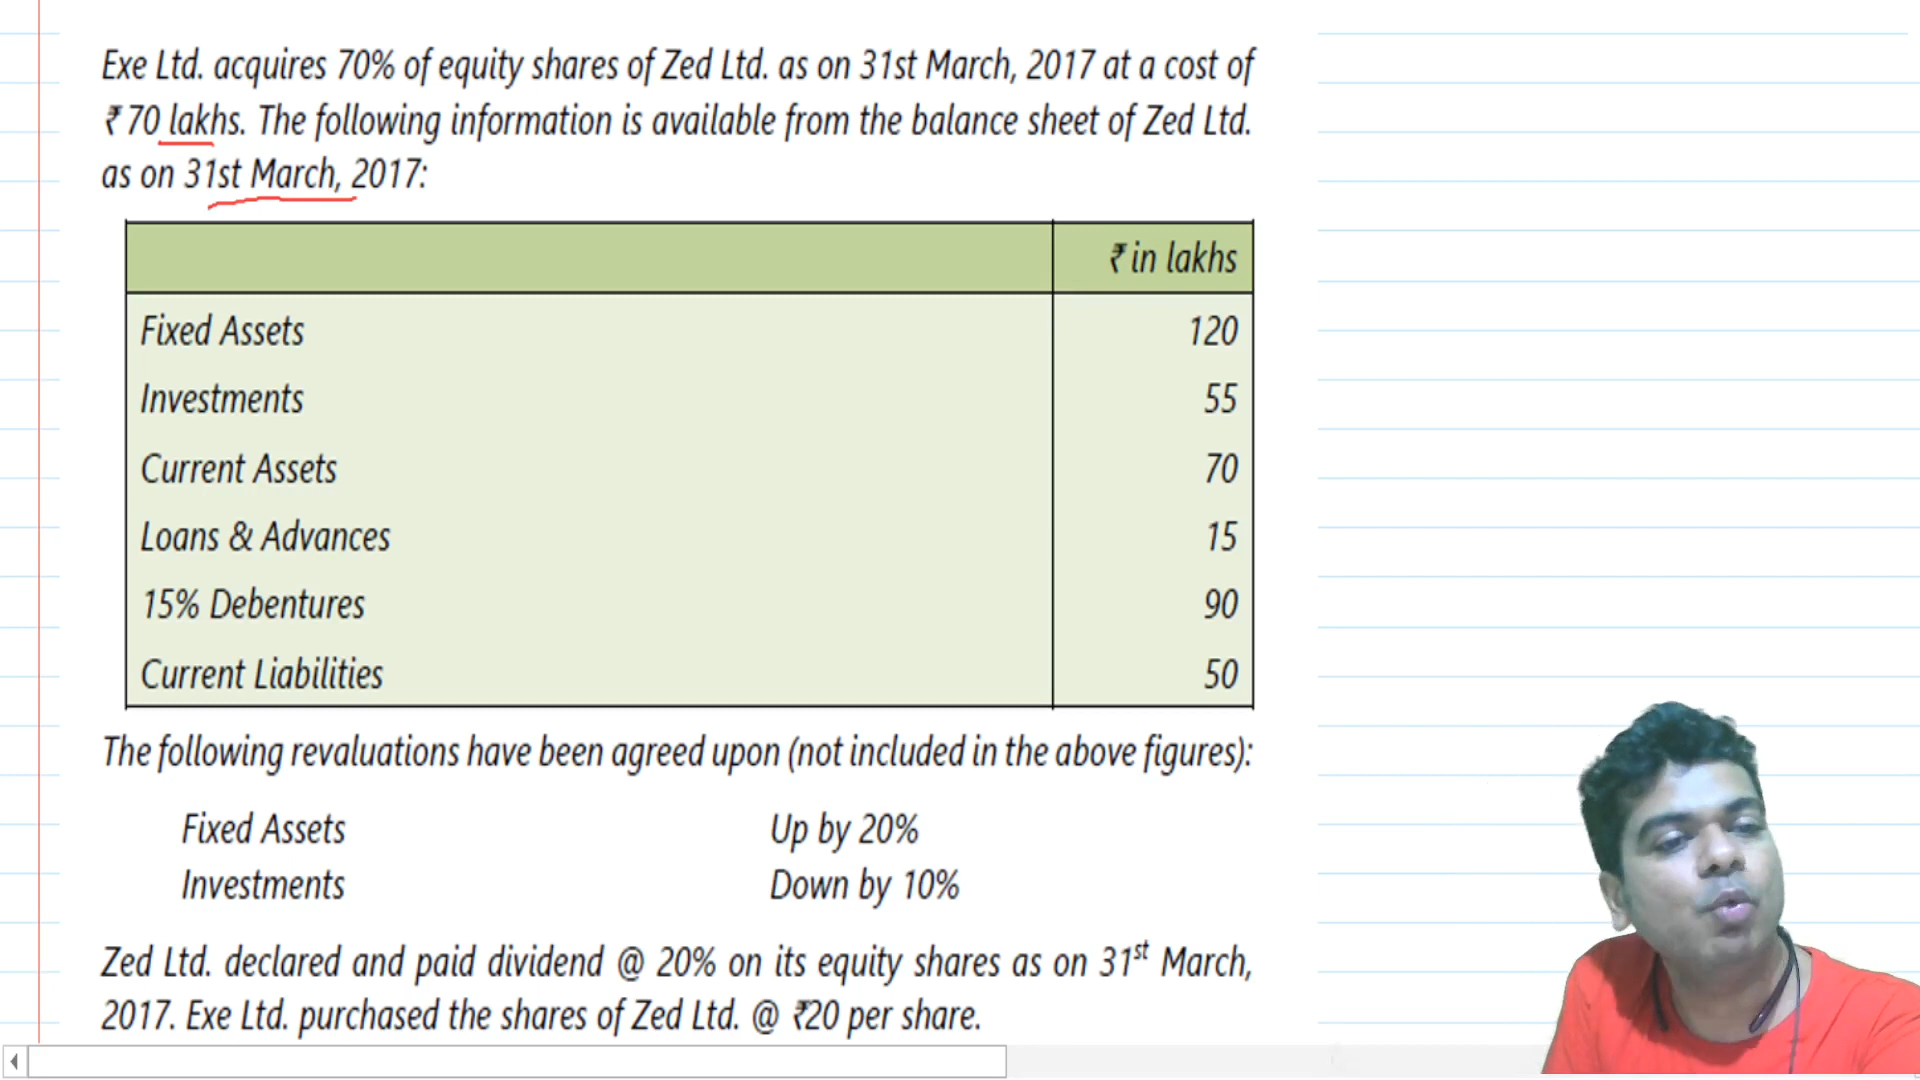 Exe Ltd. acquires 70% of equity shares of Zed Ltd. as on 31st March, 2017 at a cost of
₹ 70 lakhs. The following information is available from the balance sheet of Zed Ltd.
as on 31st March, 2017:
₹ in lakhs
Fixed Assets 120
Investments 55
Current Assets 70
Loans & Advances 15
15% Debentures 90
Current Liabilities 50
The following revaluations have been agreed upon (not included in the above figures):
Fixed Assets Up by 20%
Investments Down by 10%
Zed Ltd. declared and paid dividend @ 20% on its equity shares as on 31st March,
2017. Exe Ltd. purchased the shares of Zed Ltd. @ ₹20 per share.